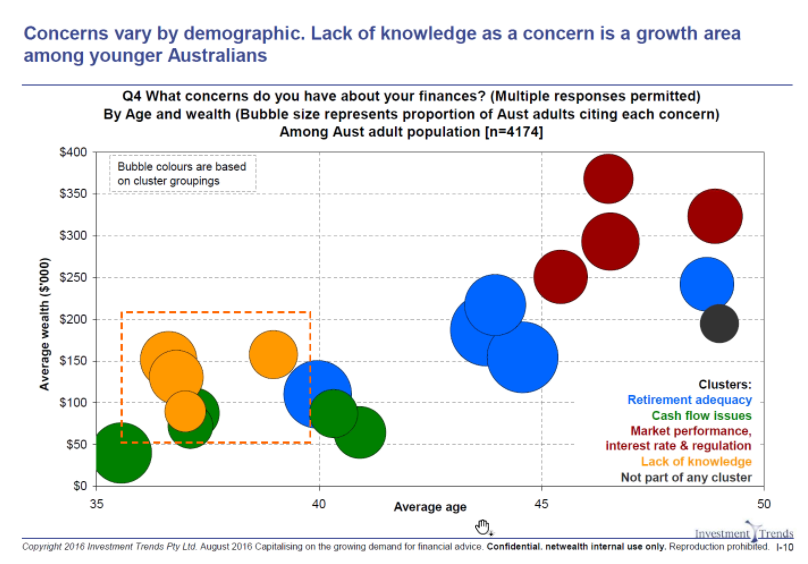 Concerns vary by demographic. Lack of knowledge as a concern is a growth area
among younger Australians
Q4 What concerns do you have about your finances? (Multiple responses permitted)
By Age and wealth (Bubble size represents proportion of Aust adults citing each concern)
Among Aust adult population [n=4174]
Bubble colours are based
on cluster groupings
$400
$350
$300
$250
$200
$150
$100
$50
$0
Average wealth ($'000)
35
40
45
50
Average age
Clusters:
Retirement adequacy
Cash flow issues
Market performance,
interest rate & regulation
Lack of knowledge
Not part of any cluster
Investment Trends
Copyright 2016 Investment Trends Pty Ltd. August 2016 Capitalising on the growing demand for financial advice. Confidential. netwealth internal use only. Reproduction prohibited. I-10